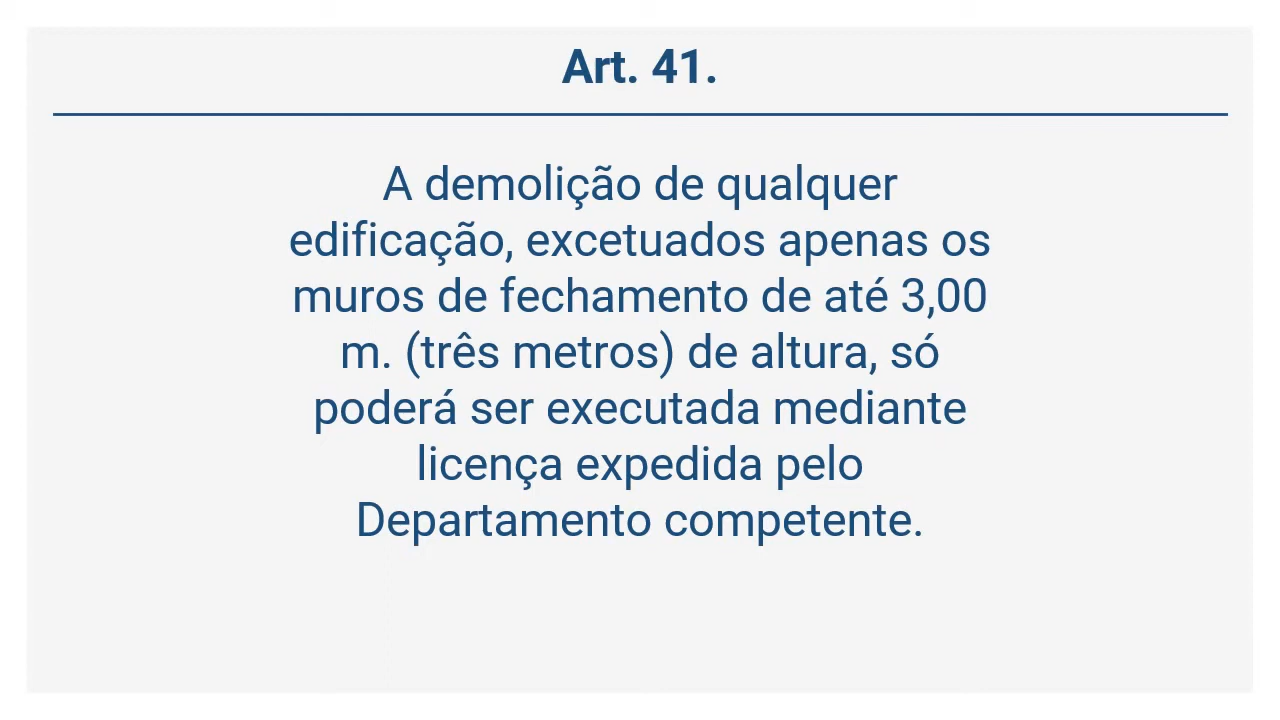 Art. 41.
A demolição de qualquer
edificação, excetuados apenas os
muros de fechamento de até 3,00
m. (três metros) de altura, só
poderá ser executada mediante
licença expedida pelo
Departamento competente.